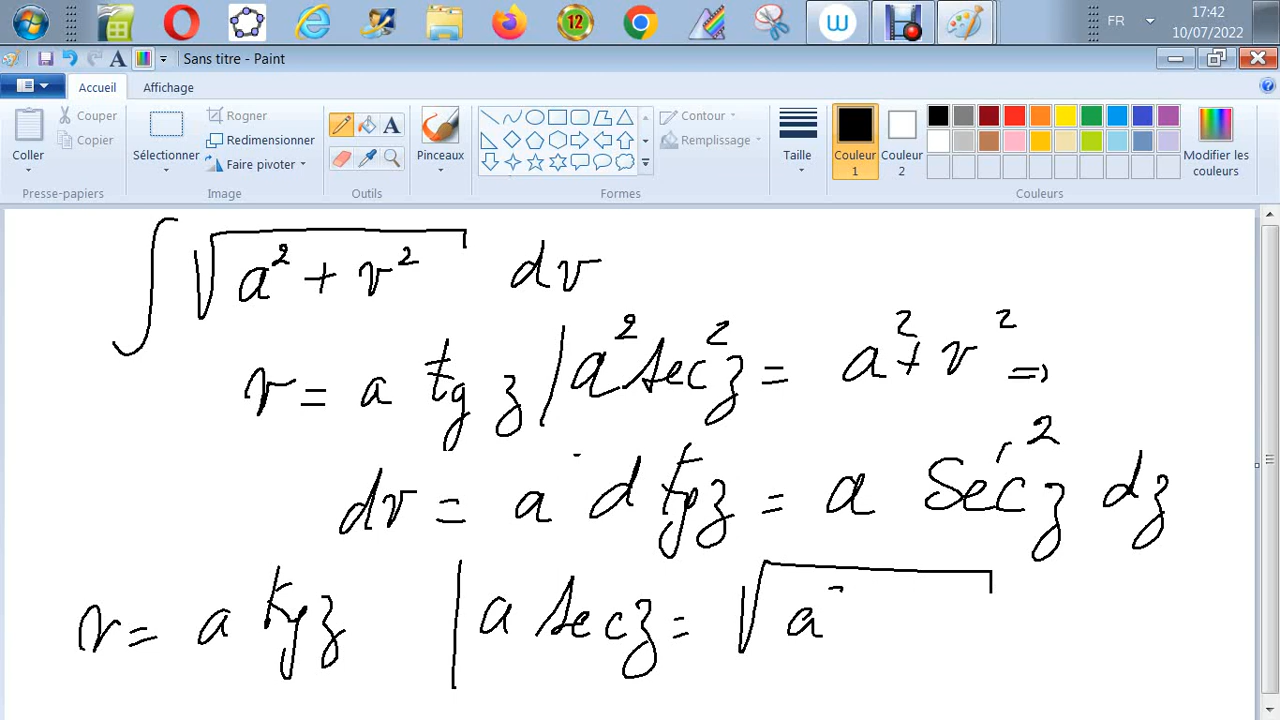 FR 17:42
10/07/2022
12 W
Sans titre - Paint
Accueil Affichage
Coller Couper Copier Sélectionner Rogner Redimensionner Faire pivoter A Pinceaux Contour Remplissage Taille Couleur 1 Couleur 2 Modifier les couleurs
Presse-papiers Image Outils Formes Couleurs
∫ √(a² + v²) dv
v = a tg z | a² sec² z = a² + v² ⇒
dv = a d tg z = a sec² z dz
v = a tg z | a sec z = √a